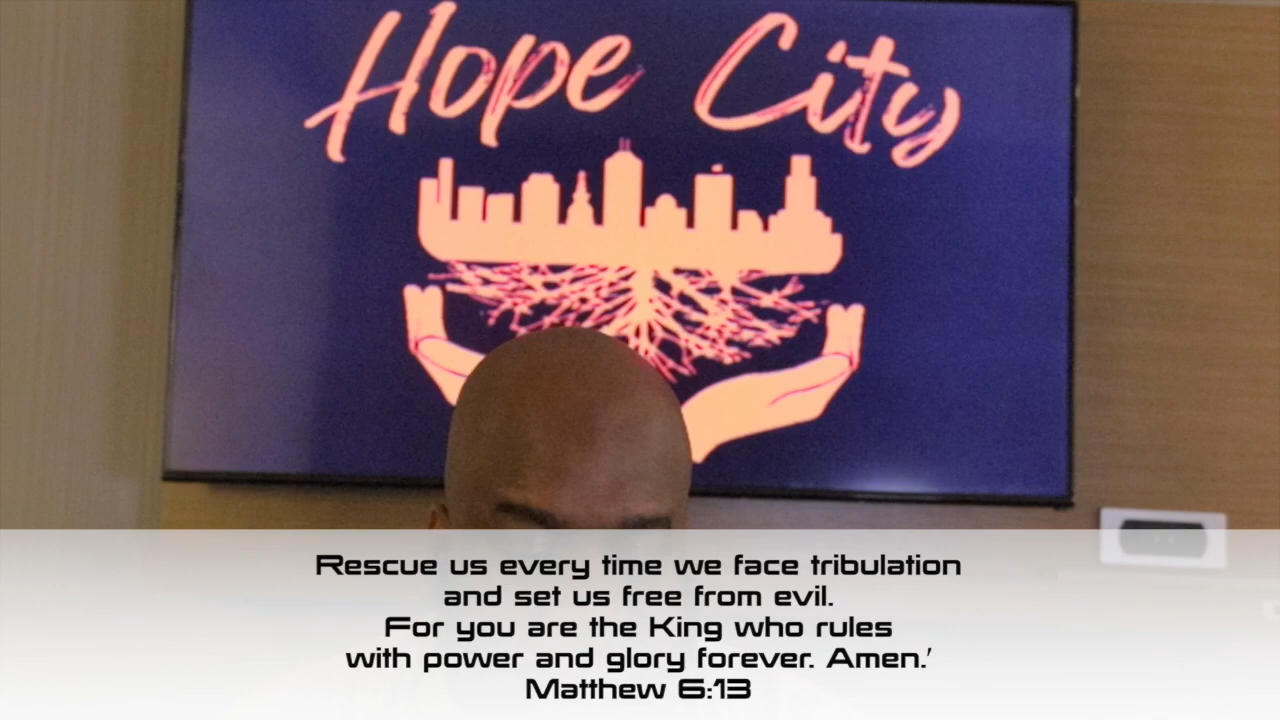 Hope City
Rescue us every time we face tribulation
and set us free from evil.
For you are the King who rules
with power and glory forever. Amen.'
Matthew 6:13